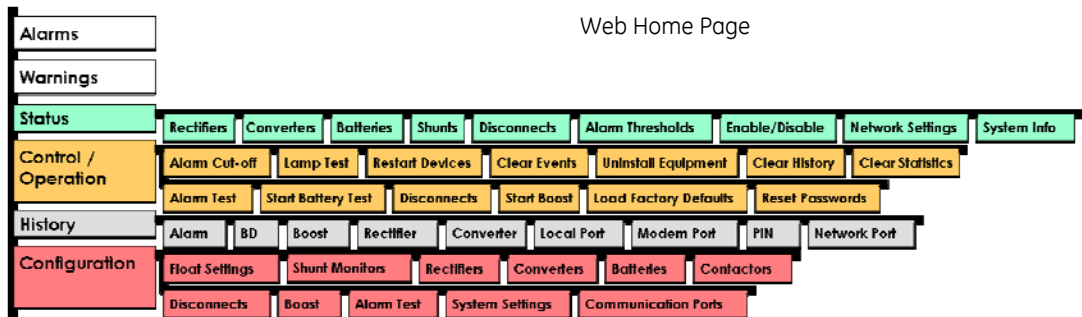 Web Home Page
Alarms
Warnings
Status
Rectifiers Converters Batteries Shunts Disconnects Alarm Thresholds Enable/Disable Network Settings System Info
Control / Operation
Alarm Cut-off Lamp Test Restart Devices Clear Events Uninstall Equipment Clear History Clear Statistics
Alarm Test Start Battery Test Disconnects Start Boost Load Factory Defaults Reset Passwords
History
Alarm BD Boost Rectifier Converter Local Port Modem Port PIN Network Port
Configuration
Float Settings Shunt Monitors Rectifiers Converters Batteries Contactors
Disconnects Boost Alarm Test System Settings Communication Ports